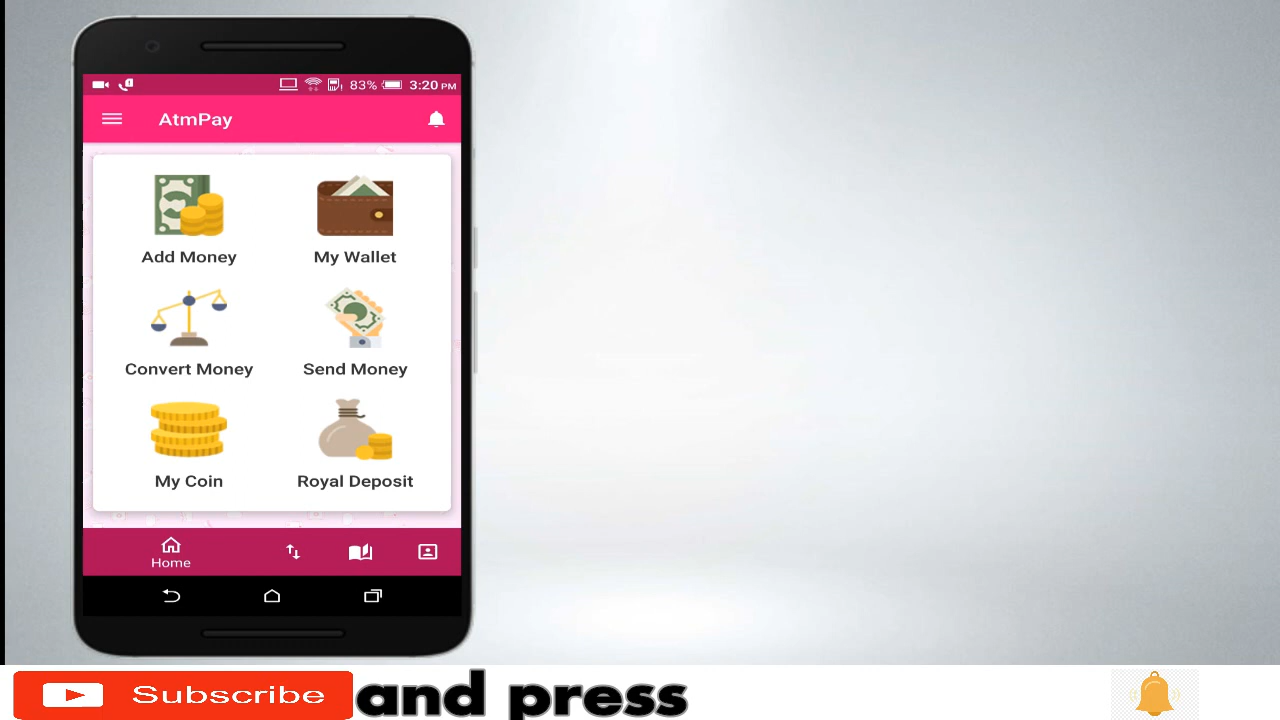 83% 3:20 PM
AtmPay
Add Money My Wallet
Convert Money Send Money
My Coin Royal Deposit
Home
Subscribe and press